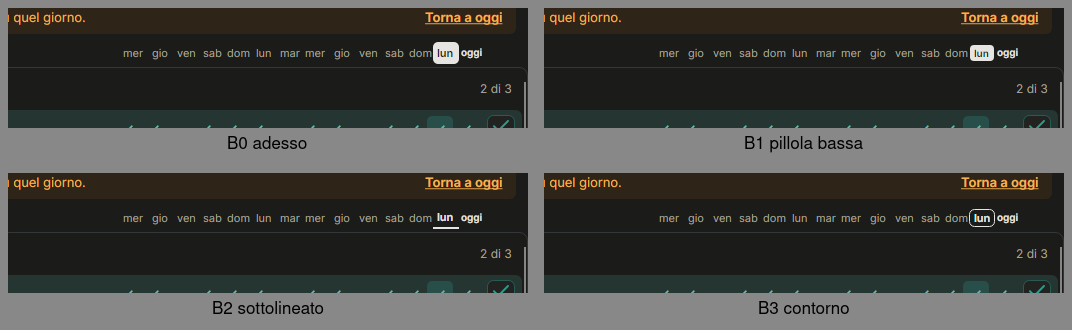 quel giorno. Torna a oggi
mer gio ven sab dom lun mar mer gio ven sab dom lun oggi
2 di 3
B0 adesso
quel giorno. Torna a oggi
mer gio ven sab dom lun mar mer gio ven sab dom lun oggi
2 di 3
B1 pillola bassa
quel giorno. Torna a oggi
mer gio ven sab dom lun mar mer gio ven sab dom lun oggi
2 di 3
B2 sottolineato
quel giorno. Torna a oggi
mer gio ven sab dom lun mar mer gio ven sab dom lun oggi
2 di 3
B3 contorno